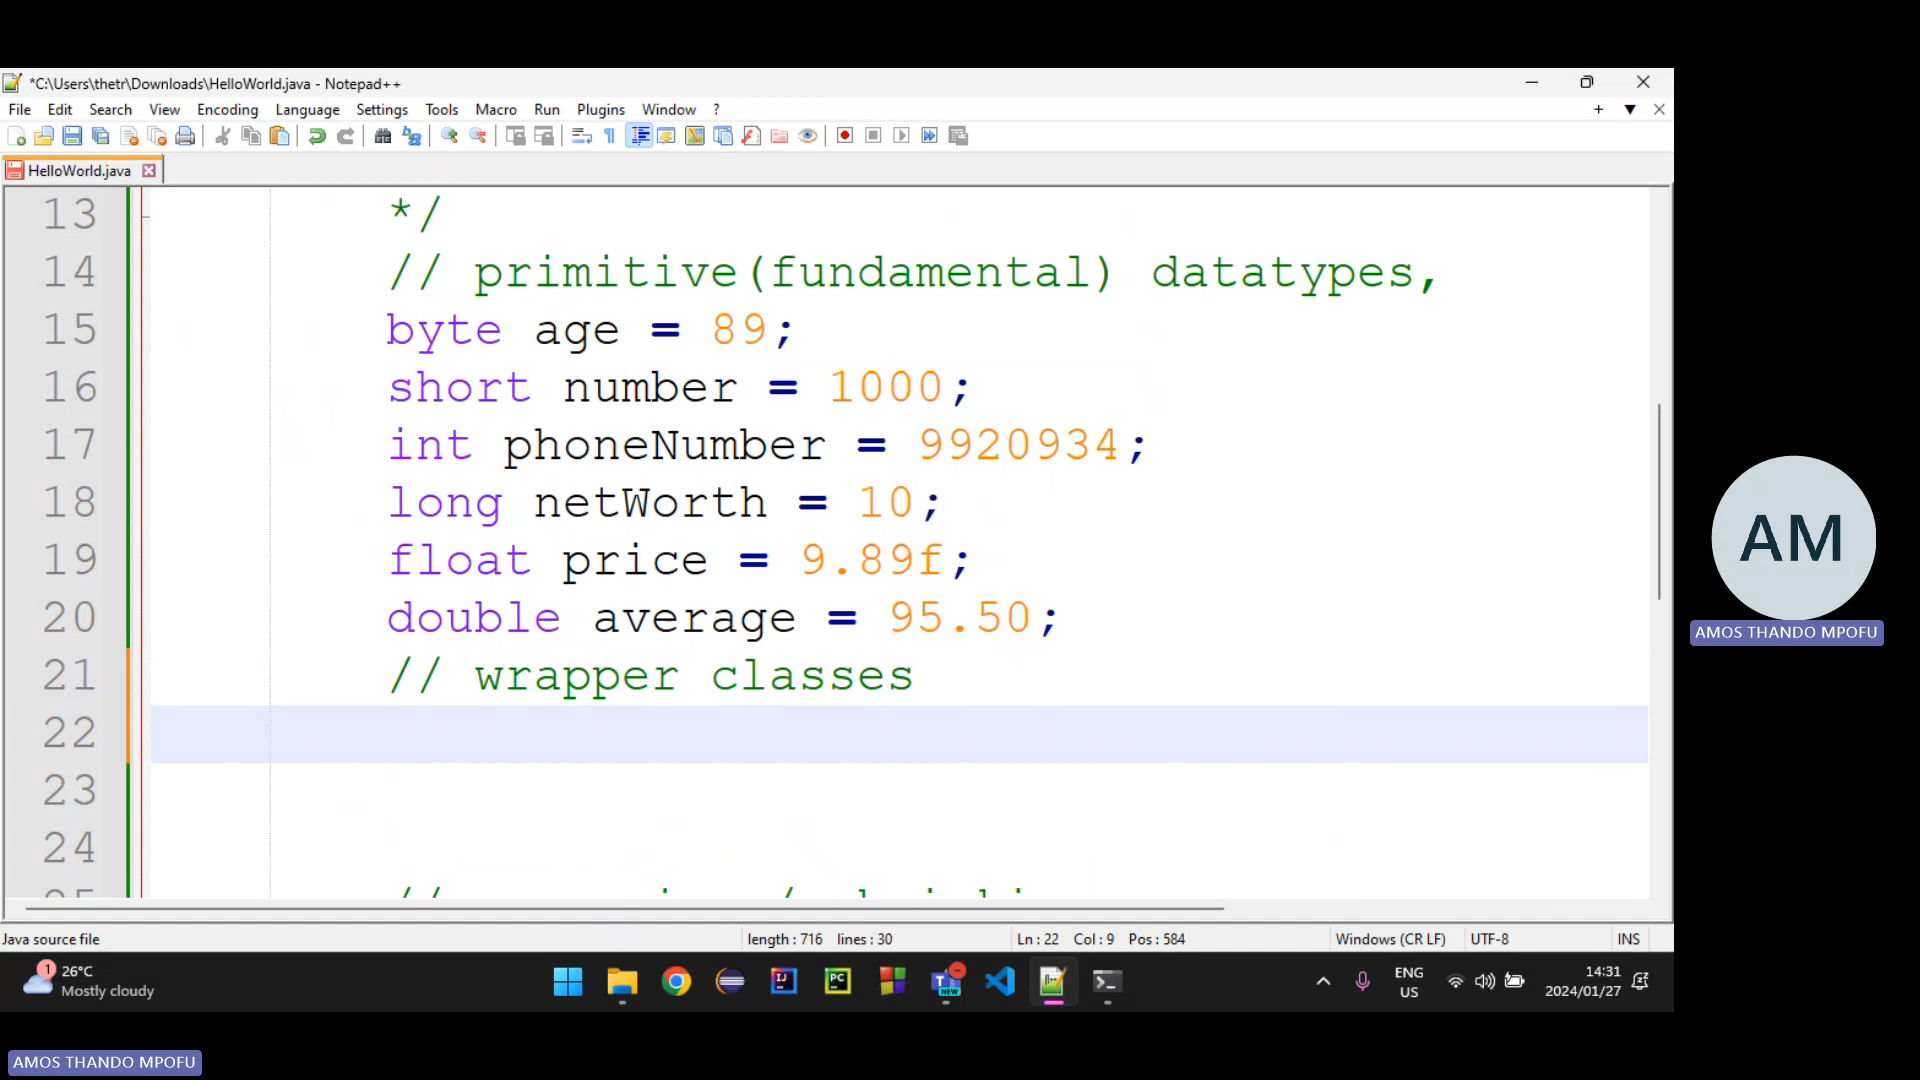 *C:\Users\thetr\Downloads\HelloWorld.java - Notepad++
File Edit Search View Encoding Language Settings Tools Macro Run Plugins Window ?
HelloWorld.java
13 */
14 // primitive(fundamental) datatypes,
15 byte age = 89;
16 short number = 1000;
17 int phoneNumber = 9920934;
18 long netWorth = 10;
19 float price = 9.89f;
20 double average = 95.50;
21 // wrapper classes
22
23
24
Java source file length : 716 lines : 30 Ln : 22 Col : 9 Pos : 584 Windows (CR LF) UTF-8 INS
1 26°C
Mostly cloudy
ENG
US
14:31
2024/01/27
AM
AMOS THANDO MPOFU
AMOS THANDO MPOFU